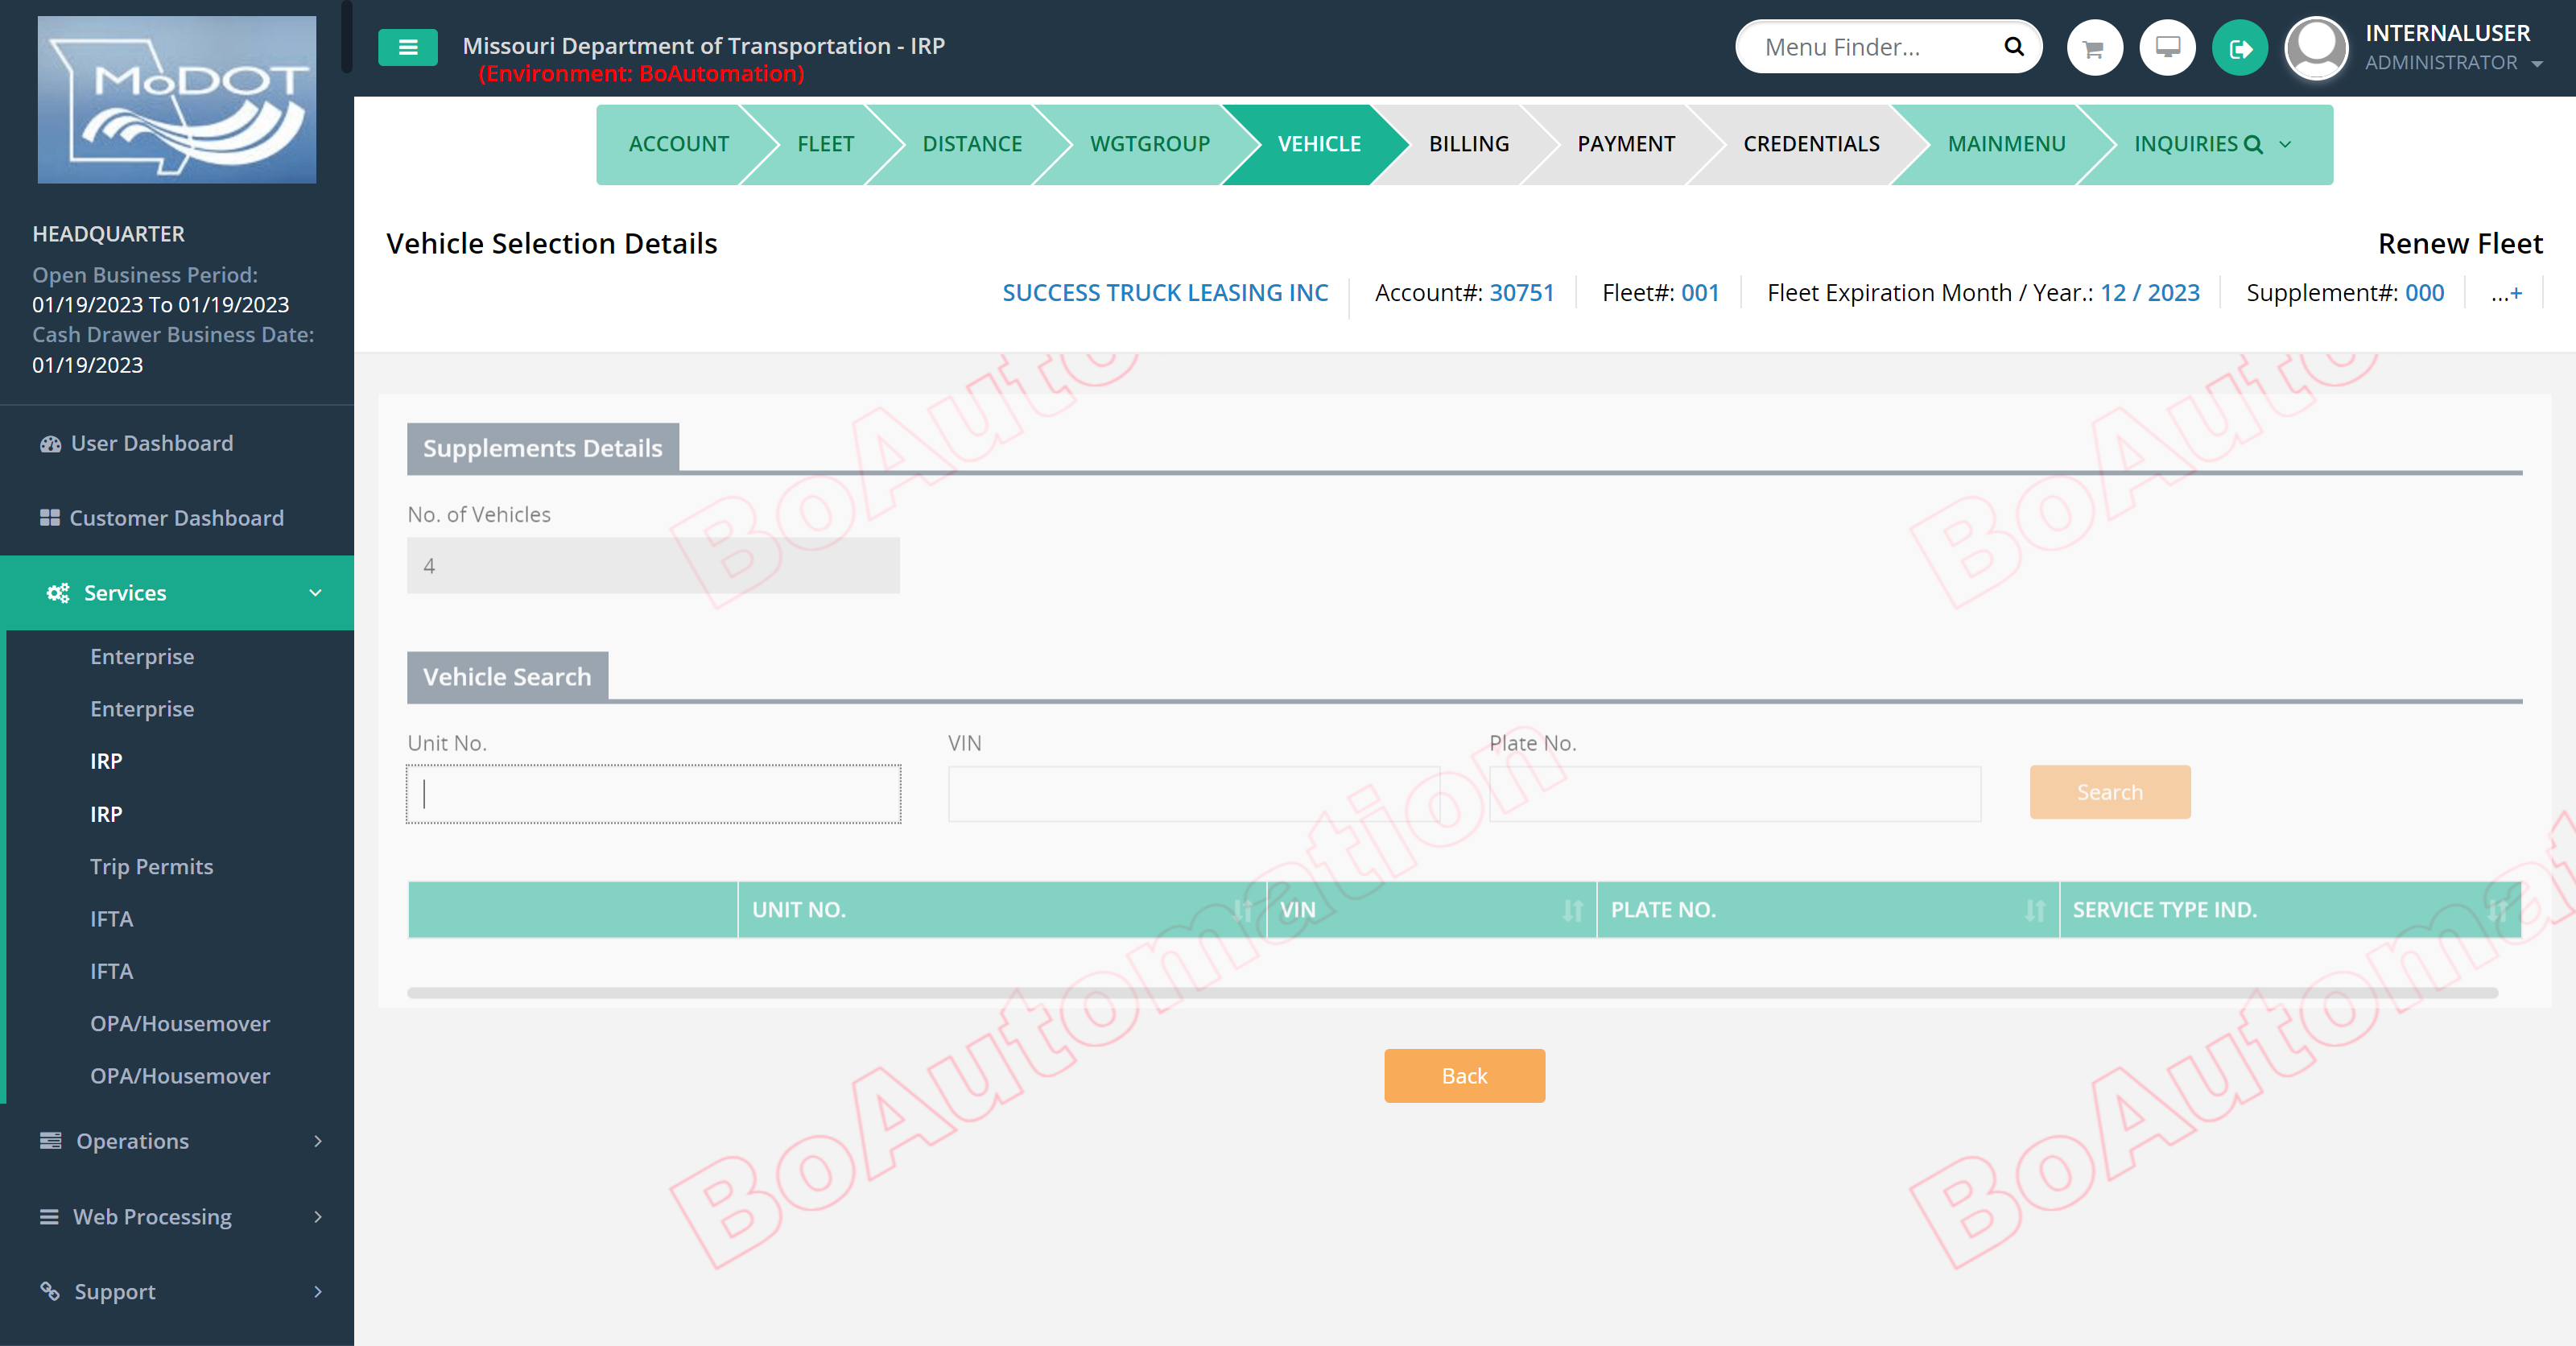 MoDOT
Missouri Department of Transportation - IRP
(Environment: BoAutomation)
Menu Finder...
INTERNALUSER
ADMINISTRATOR
HEADQUARTER
Open Business Period:
01/19/2023 To 01/19/2023
Cash Drawer Business Date:
01/19/2023
User Dashboard
Customer Dashboard
Services
Enterprise
Enterprise
IRP
IRP
Trip Permits
IFTA
IFTA
OPA/Housemover
OPA/Housemover
Operations
Web Processing
Support
ACCOUNT FLEET DISTANCE WGTGROUP VEHICLE BILLING PAYMENT CREDENTIALS MAINMENU INQUIRIES
Vehicle Selection Details
Renew Fleet
SUCCESS TRUCK LEASING INC Account#: 30751 Fleet#: 001 Fleet Expiration Month / Year.: 12 / 2023 Supplement#: 000 ...+
Supplements Details
No. of Vehicles
4
Vehicle Search
Unit No. VIN Plate No.
Search
UNIT NO. VIN PLATE NO. SERVICE TYPE IND.
Back
BoAuto
BoAuto
BoAutomation
BoAutomat